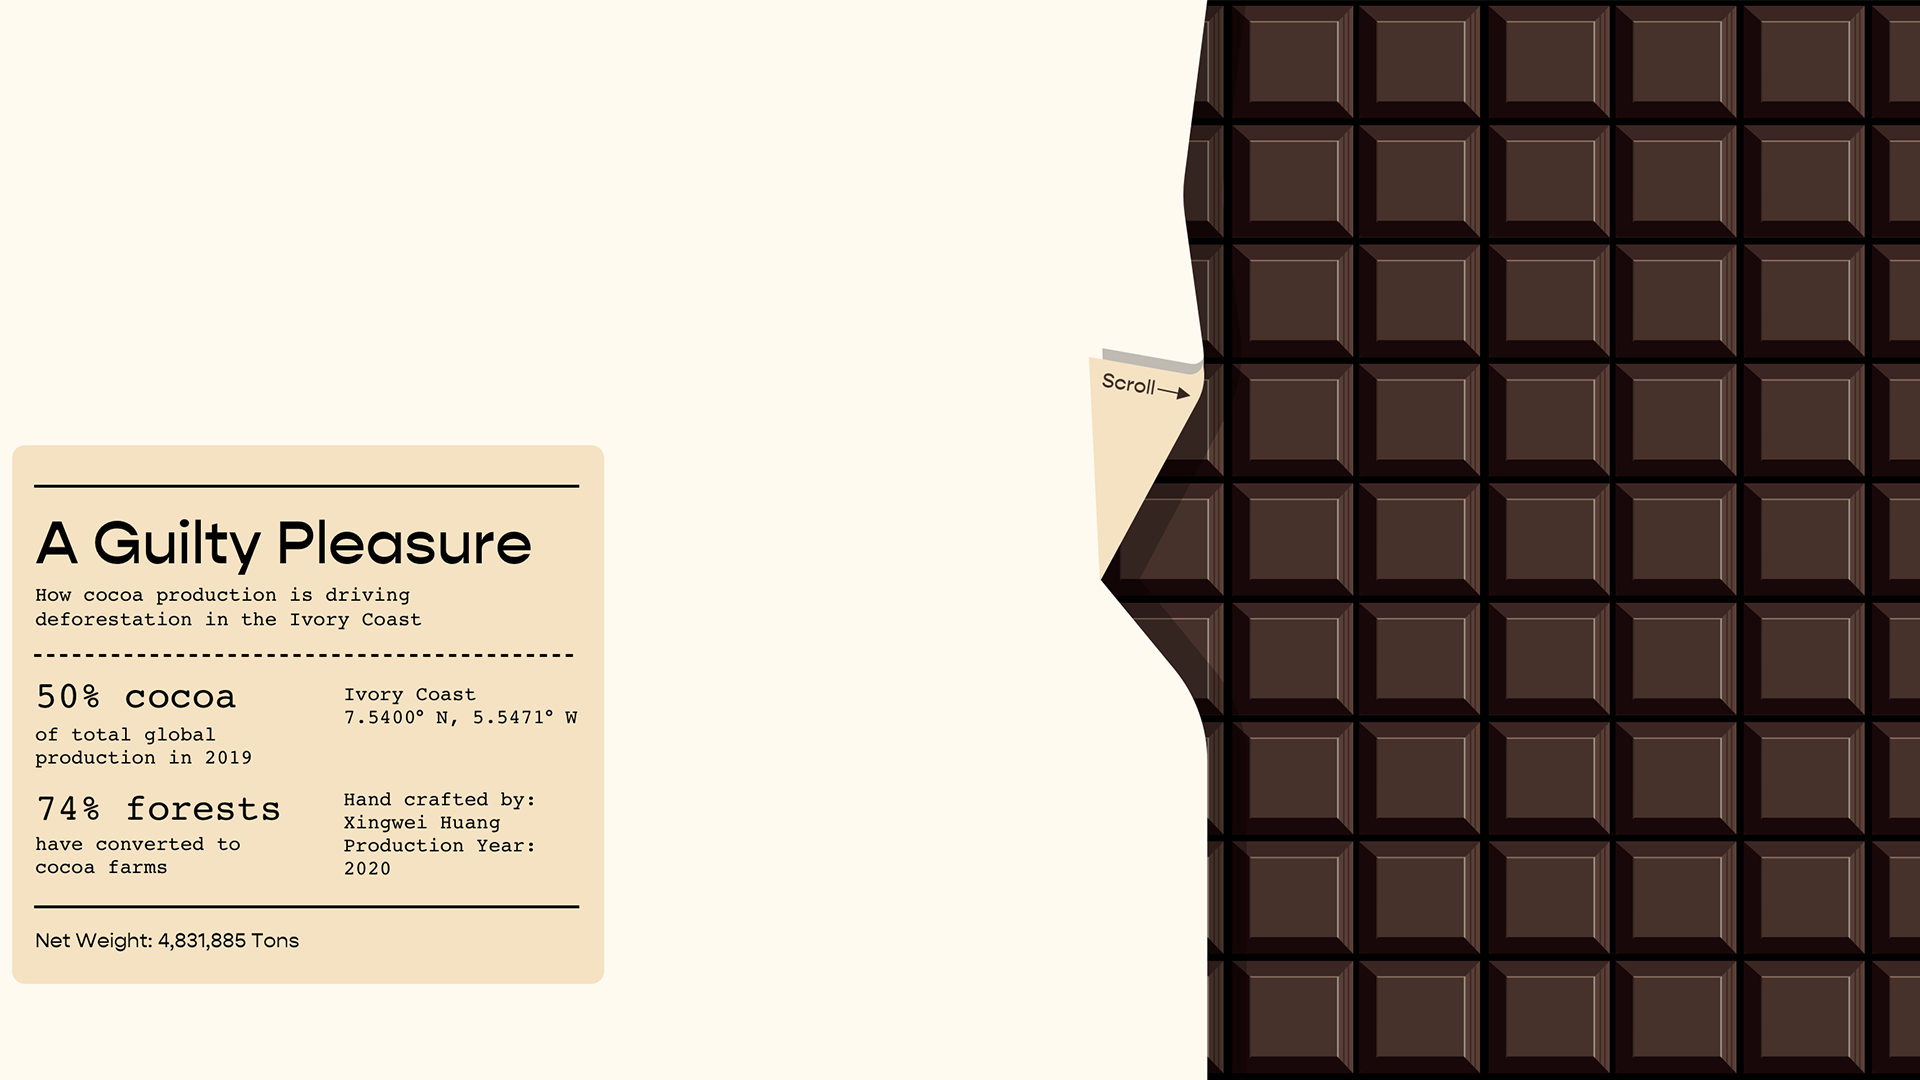 Scroll
A Guilty Pleasure
How cocoa production is driving
deforestation in the Ivory Coast
50% cocoa
of total global
production in 2019
Ivory Coast
7.5400° N, 5.5471° W
74% forests
have converted to
cocoa farms
Hand crafted by:
Xingwei Huang
Production Year:
2020
Net Weight: 4,831,885 Tons